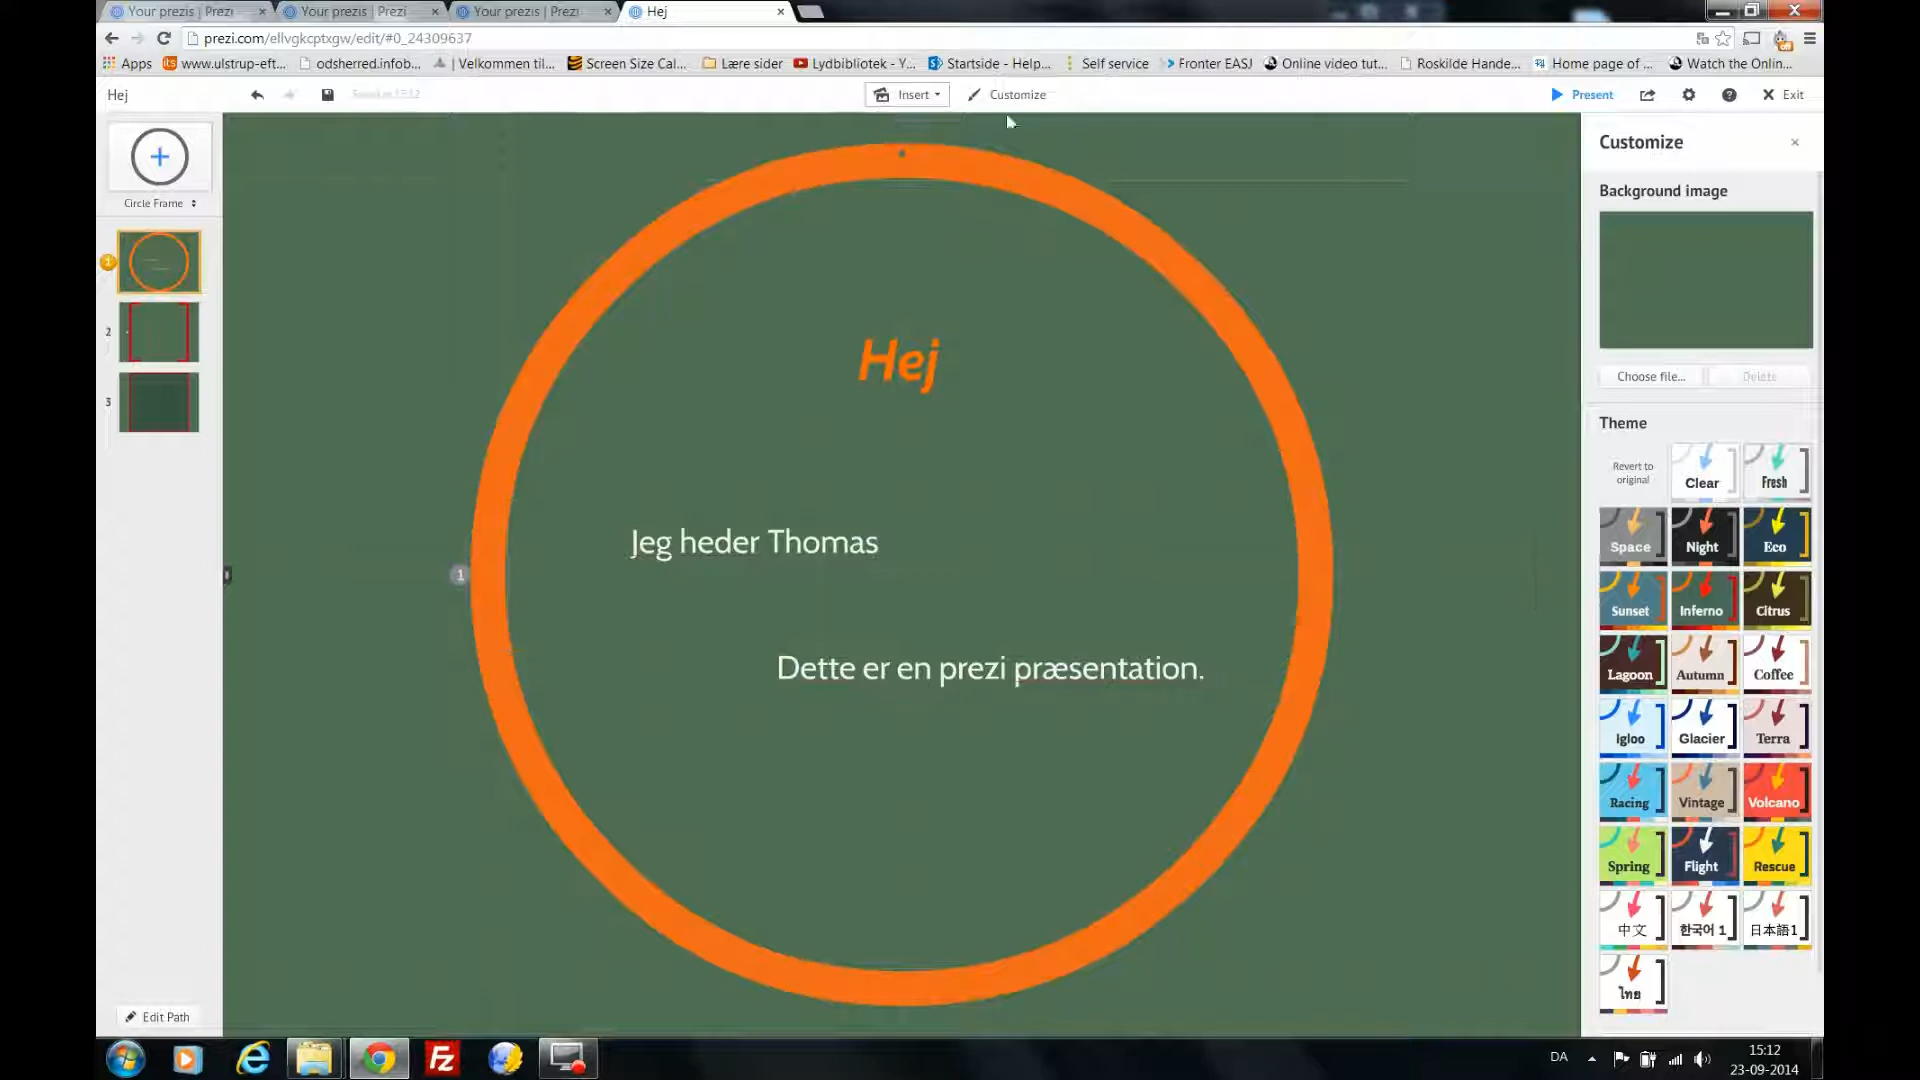 Your prezis | Prezi
Your prezis | Prezi
Your prezis | Prezi
Hej
prezi.com/ellvgkcptxgw/edit/#0_24309637
Apps
www.ulstrup-eft...
odsherred.infob...
| Velkommen til...
Screen Size Cal...
Lære sider
Lydbibliotek - Y...
Startside - Help...
Self service
Fronter EASJ
Online video tut...
Roskilde Hande...
Home page of ...
Watch the Onlin...
Hej
Insert
Customize
Present
Exit
Circle Frame
1
2
3
Edit Path
Hej
Jeg heder Thomas
1
Dette er en prezi præsentation.
Customize
Background image
Choose file...
Delete
Theme
Revert to
original
Clear
Fresh
Space
Night
Eco
Sunset
Inferno
Citrus
Lagoon
Autumn
Coffee
Igloo
Glacier
Terra
Racing
Vintage
Volcano
Spring
Flight
Rescue
中文
한국어 1
日本語1
ไทย
DA
15:12
23-09-2014